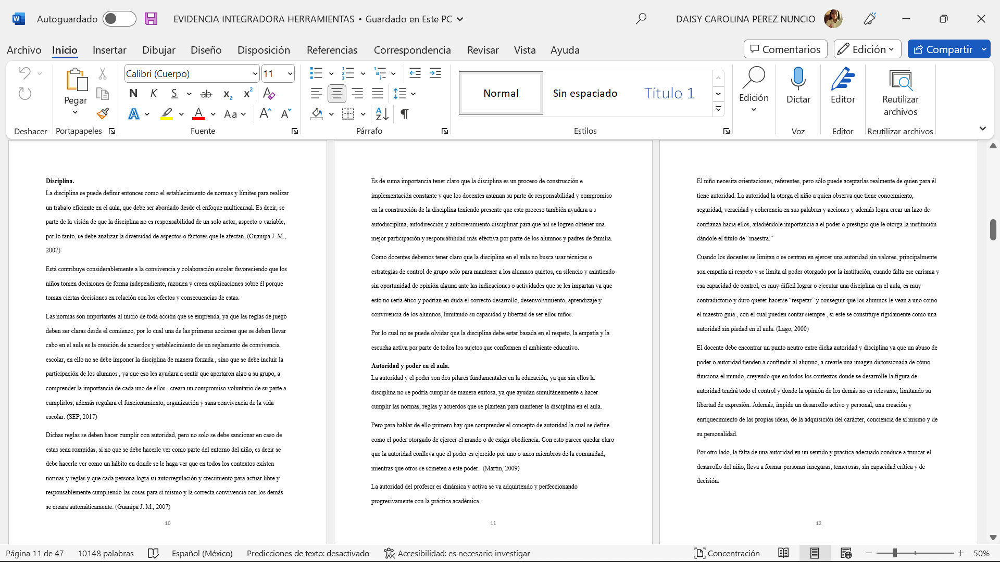 Autoguardado
EVIDENCIA INTEGRADORA HERRAMIENTAS • Guardado en Este PC
DAISY CAROLINA PEREZ NUNCIO
Archivo Inicio Insertar Dibujar Diseño Disposición Referencias Correspondencia Revisar Vista Ayuda
Comentarios Edición Compartir
Pegar
Calibri (Cuerpo) 11
N K S ab x2 x2 A
A A Aa A A
Normal
Sin espaciado
Título 1
Edición
Dictar
Editor
Reutilizar
archivos
Deshacer Portapapeles Fuente Párrafo Estilos Voz Editor Reutilizar archivos
Disciplina.
La disciplina se puede definir entonces como el establecimiento de normas y límites para realizar
un trabajo eficiente en el aula, que debe ser abordado desde el enfoque multicausal. Es decir, se
parte de la visión de que la disciplina no es responsabilidad de un solo actor, aspecto o variable,
por lo tanto, se debe analizar la diversidad de aspectos o factores que le afectan. (Guanipa J. M.,
2007)
Está contribuye considerablemente a la convivencia y colaboración escolar favoreciendo que los
niños tomen decisiones de forma independiente, razonen y creen explicaciones sobre él porque
toman ciertas decisiones en relación con los efectos y consecuencias de estas.
Las normas son importantes al inicio de toda acción que se emprenda, ya que las reglas de juego
deben ser claras desde el comienzo, por lo cual una de las primeras acciones que se deben llevar
cabo en el aula es la creación de acuerdos y establecimiento de un reglamento de convivencia
escolar, en ello no se debe imponer la disciplina de manera forzada , sino que se debe incluir la
participación de los alumnos , ya que eso les ayudara a sentir que aportaron algo a su grupo, a
comprender la importancia de cada uno de ellos , creara un compromiso voluntario de su parte a
cumplirlos, además regulara el funcionamiento, organización y sana convivencia de la vida
escolar. (SEP, 2017)
Dichas reglas se deben hacer cumplir con autoridad, pero no solo se debe sancionar en caso de
estas sean rompidas, si no que se debe hacerle ver como parte del entorno del niño, es decir se
debe hacerle ver como un hábito en donde se le haga ver que en todos los contextos existen
normas y reglas y que cada persona logra su autorregulación y crecimiento para actuar libre y
responsablemente cumpliendo las cosas para sí mismo y la correcta convivencia con los demás
se creara automáticamente. (Guanipa J. M., 2007)
10
Es de suma importancia tener claro que la disciplina es un proceso de construcción e
implementación constante y que los docentes asuman su parte de responsabilidad y compromiso
en la construcción de la disciplina teniendo presente que este proceso también ayudara a s
autodisciplina, autodirección y autocrecimiento disciplinar para que así se logren obtener una
mejor participación y responsabilidad más efectiva por parte de los alumnos y padres de familia.
Como docentes debemos tener claro que la disciplina en el aula no busca usar técnicas o
estrategias de control de grupo solo para mantener a los alumnos quietos, en silencio y asintiendo
sin oportunidad de opinión alguna ante las indicaciones o actividades que se les impartan ya que
esto no sería ético y podrían en duda el correcto desarrollo, desenvolvimiento, aprendizaje y
convivencia de los alumnos, limitando su capacidad y libertad de ser ellos niños.
Por lo cual no se puede olvidar que la disciplina debe estar basada en el respeto, la empatía y la
escucha activa por parte de todos los sujetos que conformen el ambiente educativo.
Autoridad y poder en el aula.
La autoridad y el poder son dos pilares fundamentales en la educación, ya que sin ellos la
disciplina no se podría cumplir de manera exitosa, ya que ayudan simultáneamente a hacer
cumplir las normas, reglas y acuerdos que se plantean para mantener la disciplina en el aula.
Pero para hablar de ello primero hay que comprender el concepto de autoridad la cual se define
como el poder otorgado de ejercer el mando o de exigir obediencia. Con esto parece quedar claro
que la autoridad conlleva que el poder es ejercido por uno o unos miembros de la comunidad,
mientras que otros se someten a este poder. (Martin, 2009)
La autoridad del profesor es dinámica y activa se va adquiriendo y perfeccionando
progresivamente con la práctica académica.
11
El niño necesita orientaciones, referentes, pero sólo puede aceptarlas realmente de quien para él
tiene autoridad. La autoridad la otorga el niño a quien observa que tiene conocimiento,
seguridad, veracidad y coherencia en sus palabras y acciones y además logra crear un lazo de
confianza hacia ellos, añadiéndole importancia a el poder o prestigio que le otorga la institución
dándole el título de “maestra.”
Cuando los docentes se limitan o se centran en ejercer una autoridad sin valores, principalmente
son empatía ni respeto y se limita al poder otorgado por la institución, cuando falta ese carisma y
esa capacidad de control, es muy difícil lograr o ejecutar una disciplina en el aula, es muy
contradictorio y duro querer hacerse “respetar” y conseguir que los alumnos le vean a uno como
el maestro guia , con el cual pueden contar siempre , si este se constituye rígidamente como una
autoridad sin piedad en el aula. (Lago, 2000)
El docente debe encontrar un punto neutro entre dicha autoridad y disciplina ya que un abuso de
poder o autoridad tienden a confundir al alumno, a crearle una imagen distorsionada de cómo
funciona el mundo, creyendo que en todos los contextos donde se desarrolle la figura de
autoridad tendrá todo el control y donde la opinión de los demás no es relevante, limitando su
libertad de expresión. Además, impide un desarrollo activo y personal, una creación y
enriquecimiento de las propias ideas, de la adquisición del carácter, conciencia de sí mismo y de
su personalidad.
Por otro lado, la falta de una autoridad en un sentido y practica adecuado conduce a truncar el
desarrollo del niño, lleva a formar personas inseguras, temerosas, sin capacidad crítica y de
decisión.
12
Página 11 de 47 10148 palabras Español (México) Predicciones de texto: desactivado Accesibilidad: es necesario investigar Concentración 50%